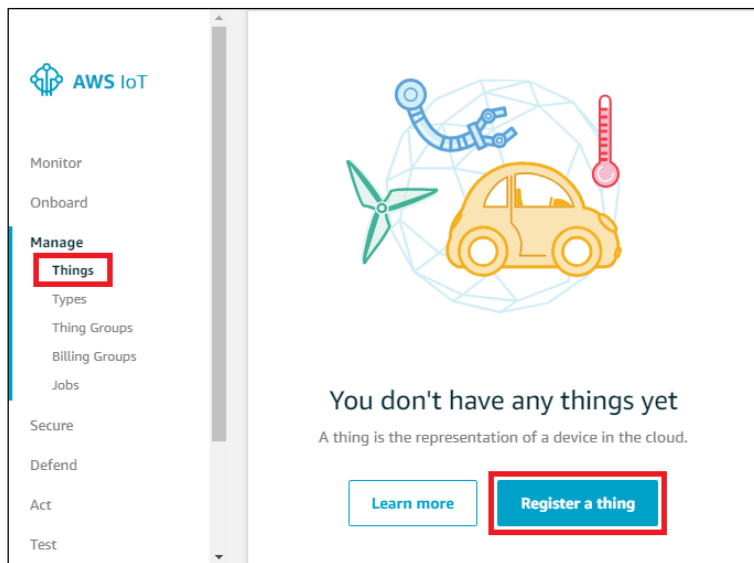 AWS IoT
Monitor
Onboard
Manage
Things
Types
Thing Groups
Billing Groups
Jobs
Secure
Defend
Act
Test
You don't have any things yet
A thing is the representation of a device in the cloud.
Learn more
Register a thing